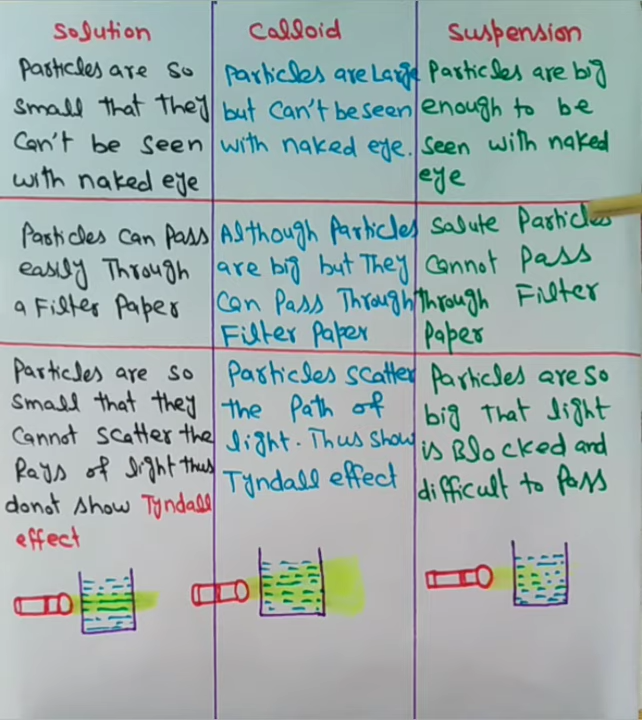 Solution
Particles are so
small that they
Can't be seen
with naked eye
Particles can pass
easily Through
a Filter Paper
Particles are so
small that they
Cannot scatter the
Rays of light thus
donot show Tyndall
effect
Calloid
Particles are Large
but Can't be seen
with naked eye.
Although Particles
are big but They
Can Pass Through
Filter Paper
Particles scatter
the Path of
light. Thus show
Tyndall effect
Suspension
Particles are big
enough to be
seen with naked
eye
Salute Particles
Cannot Pass
Through Filter
Paper
Particles are so
big That light
is Blocked and
difficult to Pass